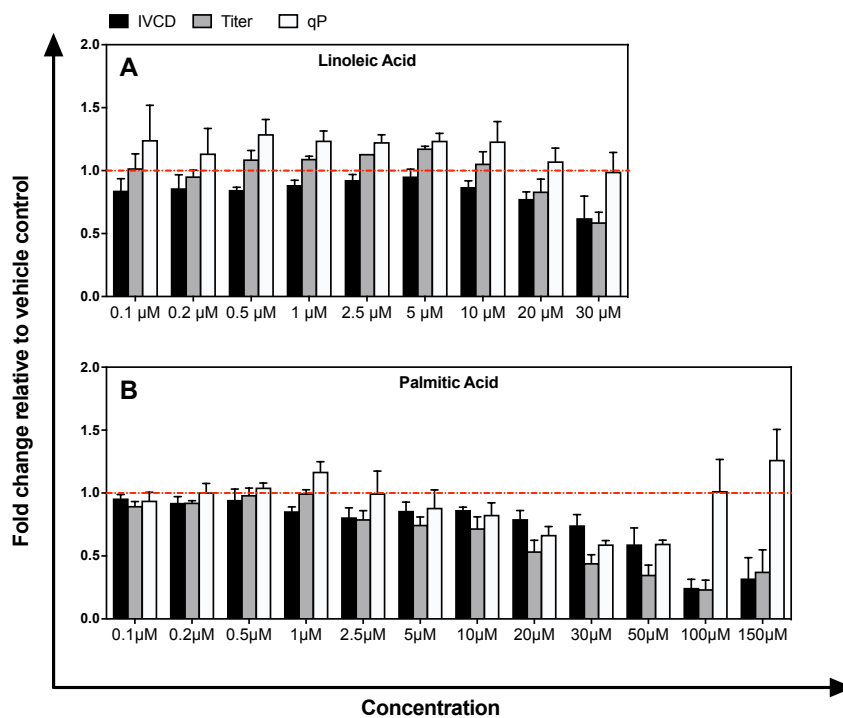 IVCD Titer qP
Fold change relative to vehicle control
A
Linoleic Acid
2.0
1.5
1.0
0.5
0.0
0.1 µM 0.2 µM 0.5 µM 1 µM 2.5 µM 5 µM 10 µM 20 µM 30 µM
B
Palmitic Acid
2.0
1.5
1.0
0.5
0.0
0.1µM 0.2µM 0.5µM 1µM 2.5µM 5µM 10µM 20µM 30µM 50µM 100µM 150µM
Concentration